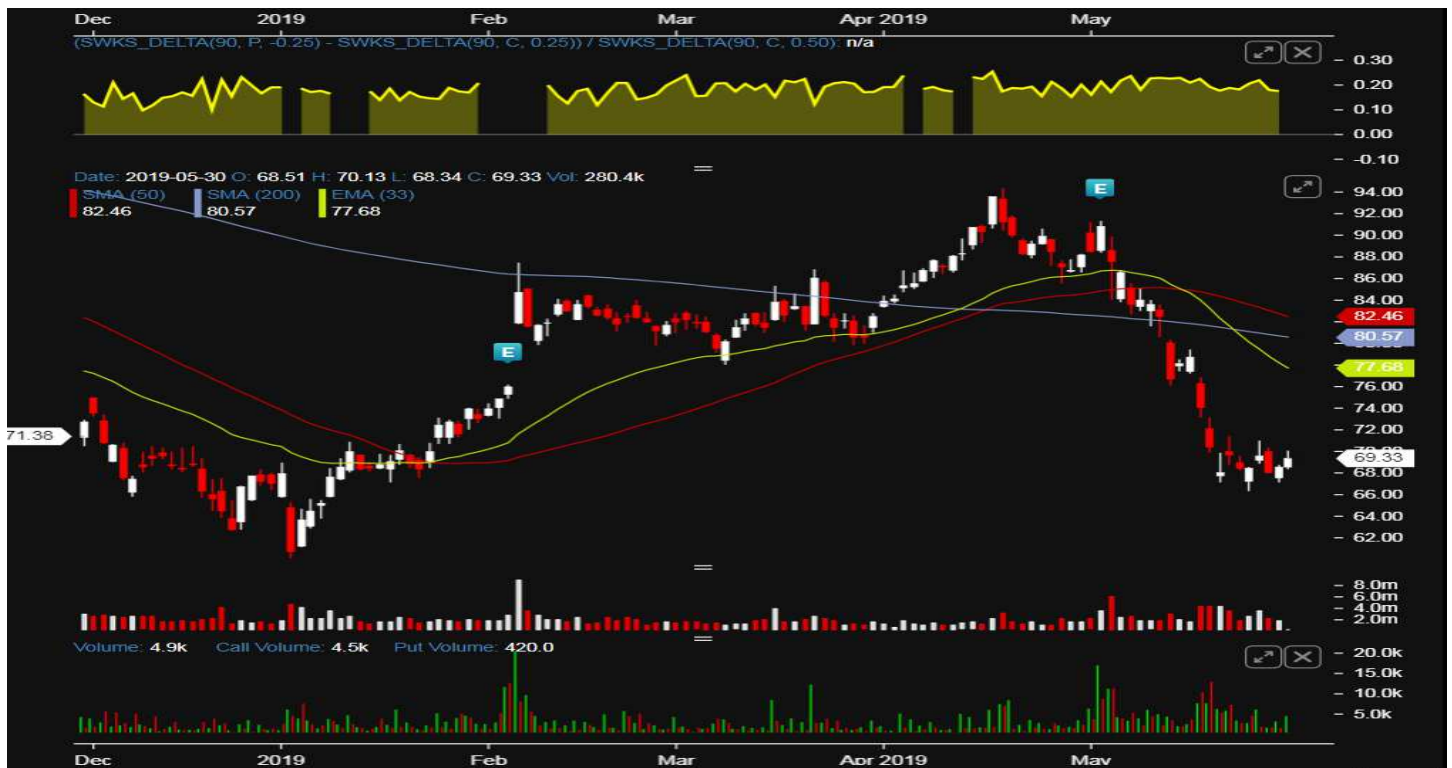 Dec 2019 Feb Mar Apr 2019 May
(SWKS_DELTA(90, P, -0.25) - SWKS_DELTA(90, C, 0.25)) / SWKS_DELTA(90, C, 0.50): n/a
0.30
0.20
0.10
0.00
-0.10
Date: 2019-05-30 O: 68.51 H: 70.13 L: 68.34 C: 69.33 Vol: 280.4k
SMA (50) SMA (200) EMA (33)
82.46 80.57 77.68
94.00
92.00
90.00
88.00
86.00
84.00
82.46
80.57
77.68
76.00
74.00
72.00
71.38
69.33
68.00
66.00
64.00
62.00
E
E
8.0m
6.0m
4.0m
2.0m
Volume: 4.9k Call Volume: 4.5k Put Volume: 420.0
20.0k
15.0k
10.0k
5.0k
Dec 2019 Feb Mar Apr 2019 May